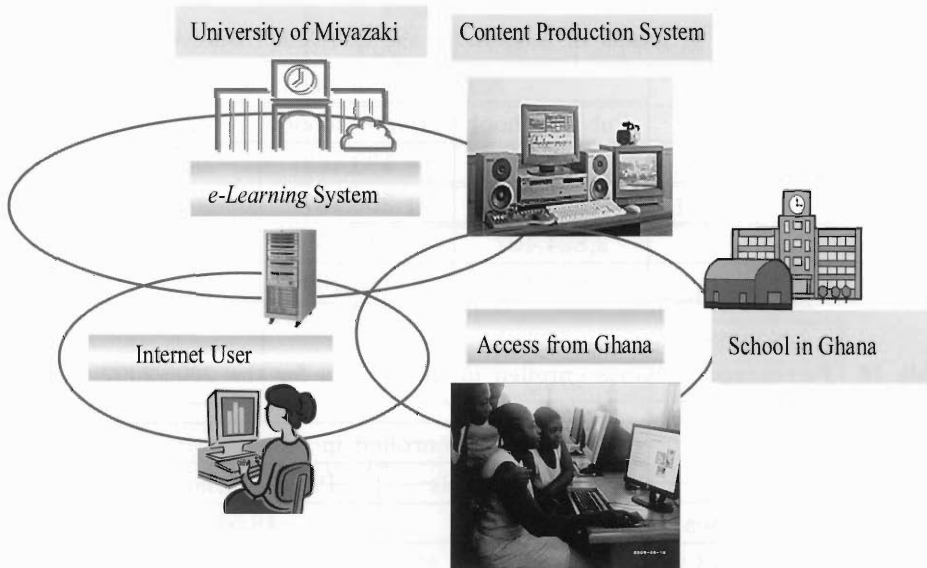 University of Miyazaki
Content Production System
e-Learning System
Internet User
Access from Ghana
School in Ghana